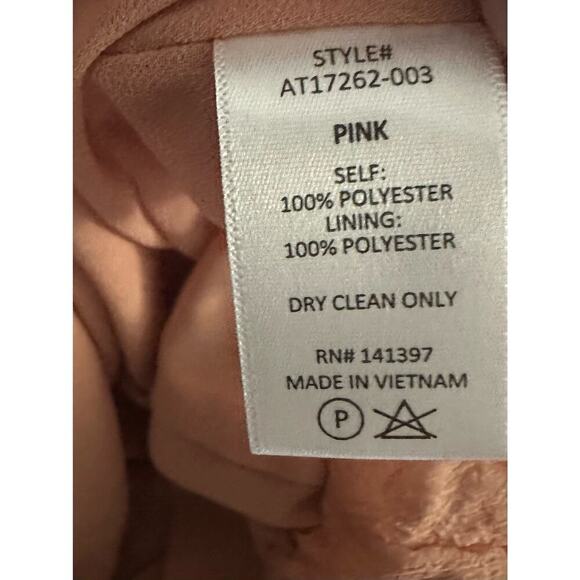 STYLE#
AT17262-003
PINK
SELF:
100% POLYESTER
LINING:
100% POLYESTER
DRY CLEAN ONLY
RN# 141397
MADE IN VIETNAM
P